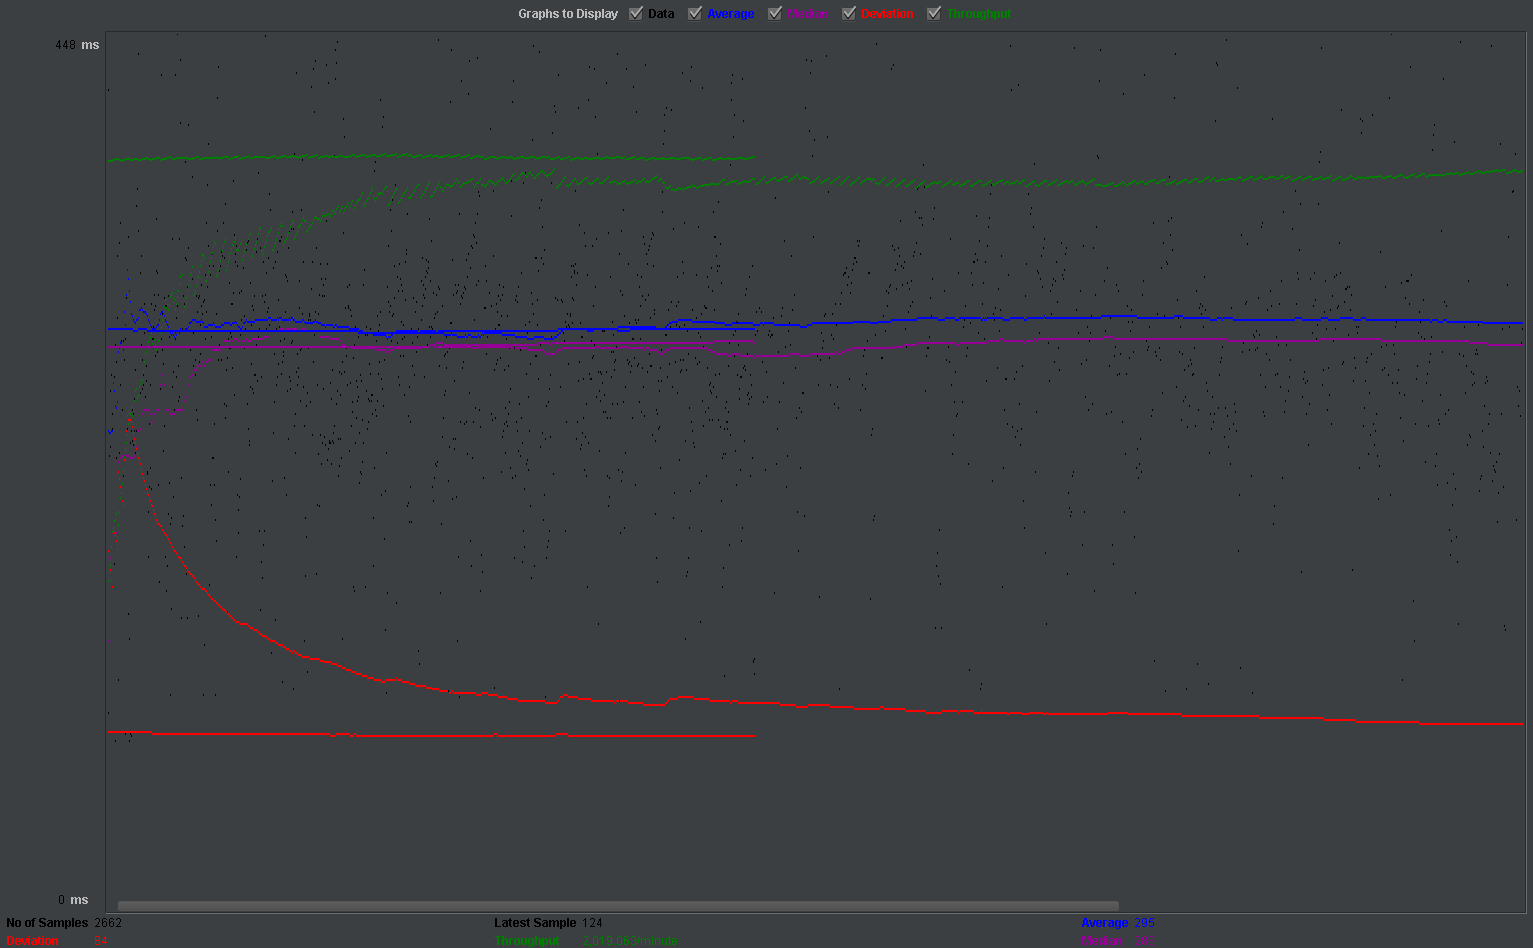 Graphs to Display Data Average Median Deviation Throughput
448 ms
0 ms
No of Samples 2662 Latest Sample 124 Average 295
Deviation Throughput Median